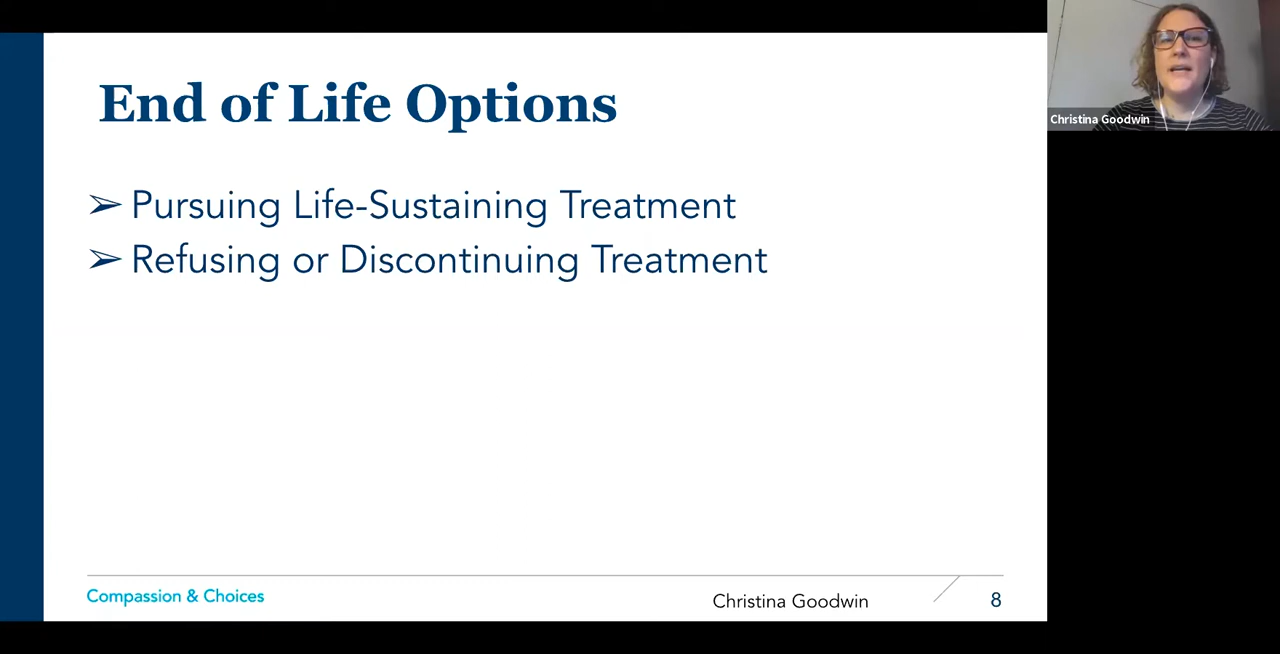 End of Life Options
➢ Pursuing Life-Sustaining Treatment
➢ Refusing or Discontinuing Treatment
Compassion & Choices
Christina Goodwin
8
Christina Goodwin